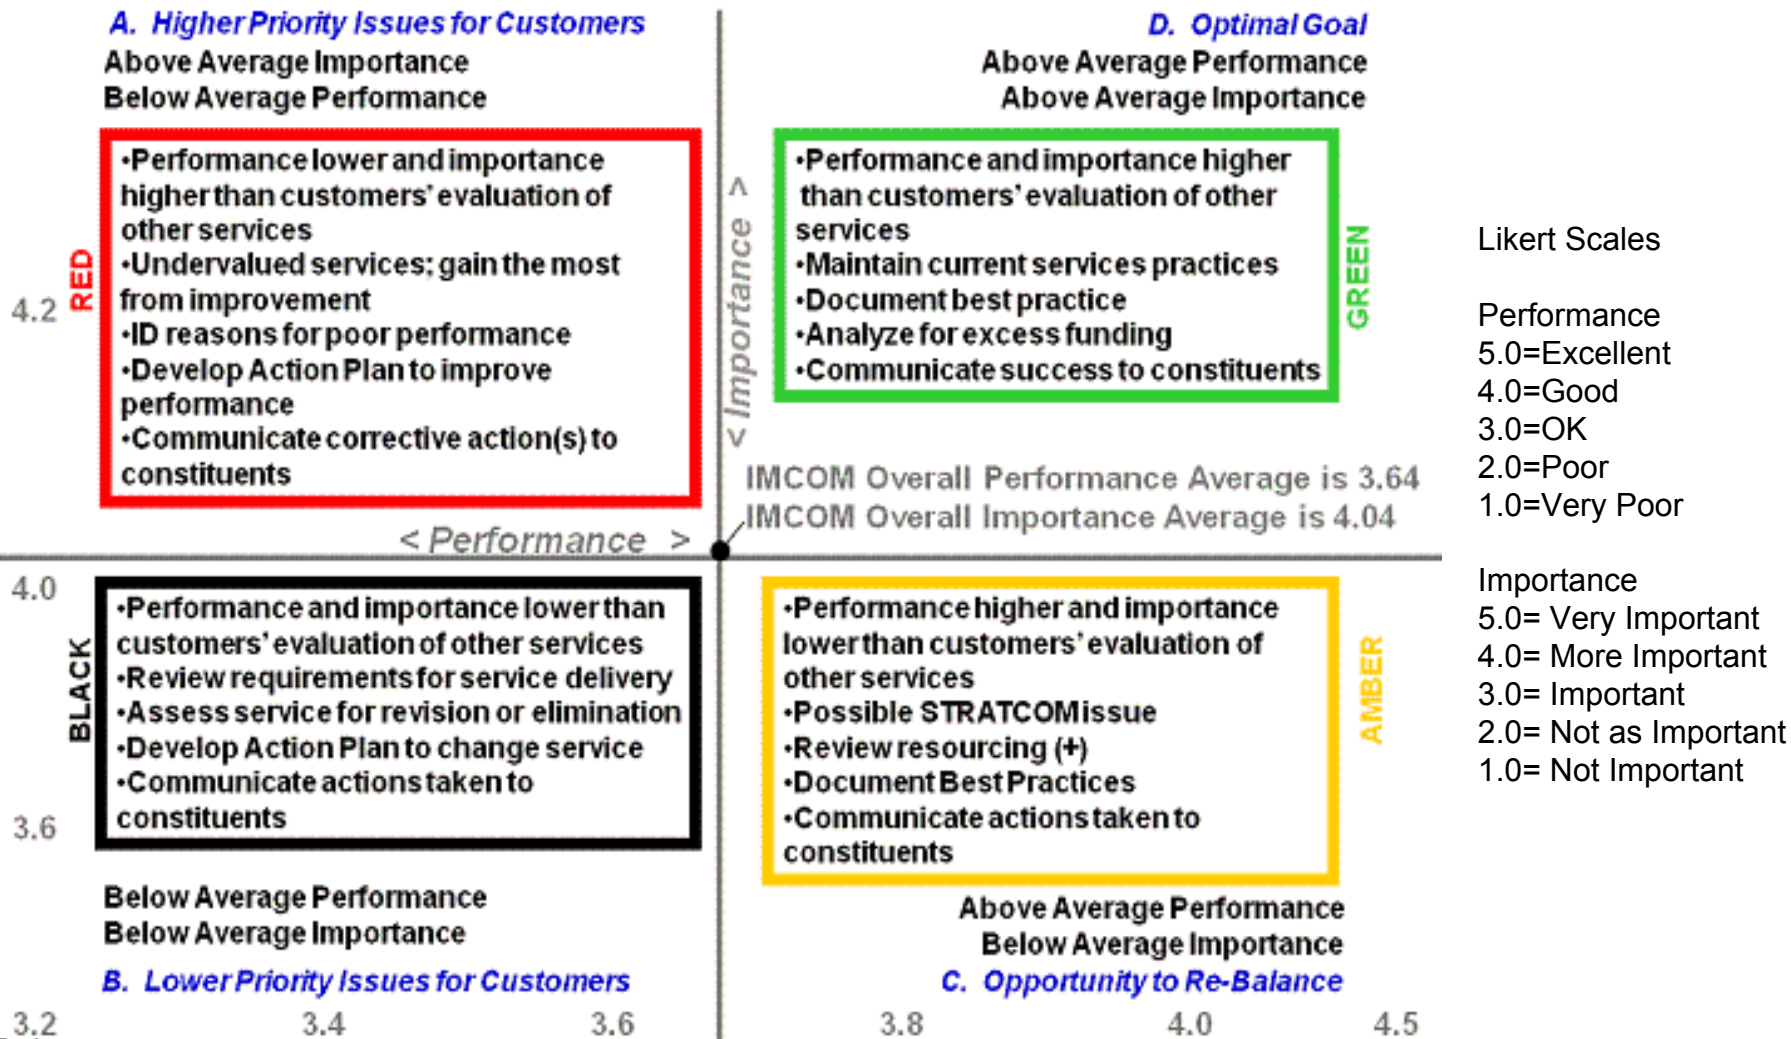 A. Higher Priority Issues for Customers
Above Average Importance
Below Average Performance
•Performance lower and importance
higher than customers' evaluation of
other services
•Undervalued services; gain the most
from improvement
•ID reasons for poor performance
•Develop Action Plan to improve
performance
•Communicate corrective action(s) to
constituents
RED
4.2
D. Optimal Goal
Above Average Performance
Above Average Importance
•Performance and importance higher
than customers' evaluation of other
services
•Maintain current services practices
•Document best practice
•Analyze for excess funding
•Communicate success to constituents
GREEN
< Importance >
IMCOM Overall Performance Average is 3.64
IMCOM Overall Importance Average is 4.04
< Performance >
4.0
BLACK
•Performance and importance lower than
customers' evaluation of other services
•Review requirements for service delivery
•Assess service for revision or elimination
•Develop Action Plan to change service
•Communicate actions taken to
constituents
3.6
Below Average Performance
Below Average Importance
B. Lower Priority Issues for Customers
•Performance higher and importance
lower than customers' evaluation of
other services
•Possible STRATCOM issue
•Review resourcing (+)
•Document Best Practices
•Communicate actions taken to
constituents
AMBER
Above Average Performance
Below Average Importance
C. Opportunity to Re-Balance
3.2 3.4 3.6 3.8 4.0 4.5
Likert Scales
Performance
5.0=Excellent
4.0=Good
3.0=OK
2.0=Poor
1.0=Very Poor
Importance
5.0= Very Important
4.0= More Important
3.0= Important
2.0= Not as Important
1.0= Not Important